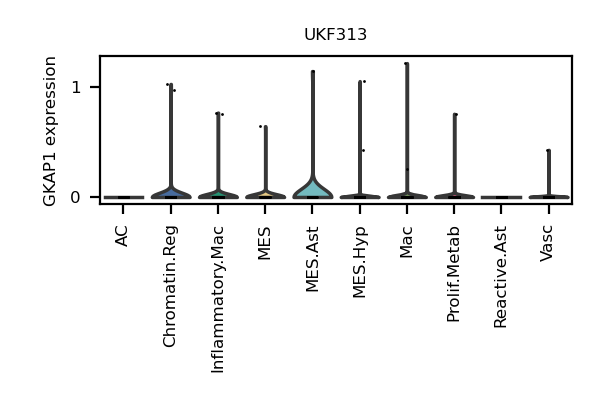 UKF313
GKAP1 expression
1
0
AC
Chromatin.Reg
Inflammatory.Mac
MES
MES.Ast
MES.Hyp
Mac
Prolif.Metab
Reactive.Ast
Vasc